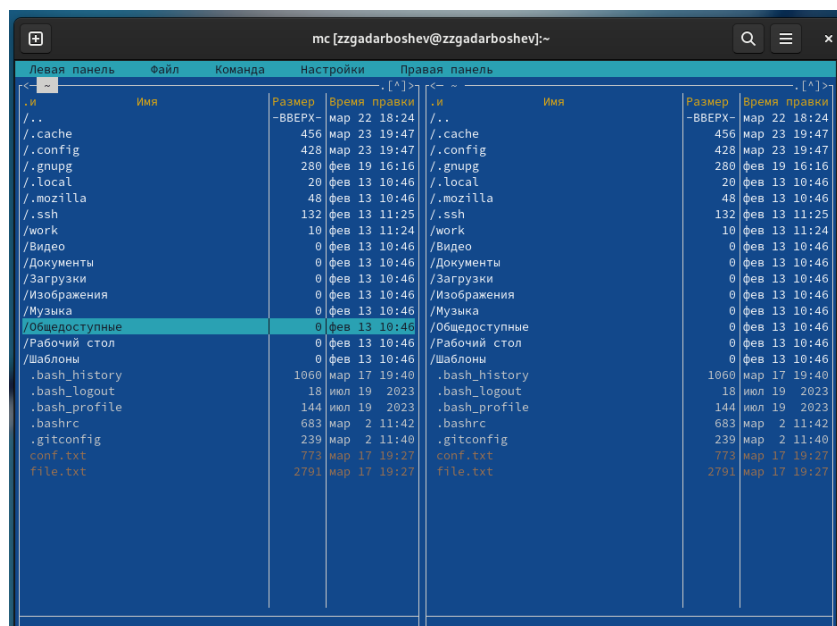 mc [zzgadarboshev@zzgadarboshev]:~
Левая панель Файл Команда Настройки Правая панель
<─ ~ .[^]> <─ ~ .[^]>
.и Имя Размер Время правки .и Имя Размер Время правки
/.. -ВВЕРХ- мар 22 18:24 /.. -ВВЕРХ- мар 22 18:24
/.cache 456 мар 23 19:47 /.cache 456 мар 23 19:47
/.config 428 мар 23 19:47 /.config 428 мар 23 19:47
/.gnupg 280 фев 19 16:16 /.gnupg 280 фев 19 16:16
/.local 20 фев 13 10:46 /.local 20 фев 13 10:46
/.mozilla 48 фев 13 10:46 /.mozilla 48 фев 13 10:46
/.ssh 132 фев 13 11:25 /.ssh 132 фев 13 11:25
/work 10 фев 13 11:24 /work 10 фев 13 11:24
/Видео 0 фев 13 10:46 /Видео 0 фев 13 10:46
/Документы 0 фев 13 10:46 /Документы 0 фев 13 10:46
/Загрузки 0 фев 13 10:46 /Загрузки 0 фев 13 10:46
/Изображения 0 фев 13 10:46 /Изображения 0 фев 13 10:46
/Музыка 0 фев 13 10:46 /Музыка 0 фев 13 10:46
/Общедоступные 0 фев 13 10:46 /Общедоступные 0 фев 13 10:46
/Рабочий стол 0 фев 13 10:46 /Рабочий стол 0 фев 13 10:46
/Шаблоны 0 фев 13 10:46 /Шаблоны 0 фев 13 10:46
.bash_history 1060 мар 17 19:40 .bash_history 1060 мар 17 19:40
.bash_logout 18 июл 19 2023 .bash_logout 18 июл 19 2023
.bash_profile 144 июл 19 2023 .bash_profile 144 июл 19 2023
.bashrc 683 мар 2 11:42 .bashrc 683 мар 2 11:42
.gitconfig 239 мар 2 11:40 .gitconfig 239 мар 2 11:40
conf.txt 773 мар 17 19:27 conf.txt 773 мар 17 19:27
file.txt 2791 мар 17 19:27 file.txt 2791 мар 17 19:27